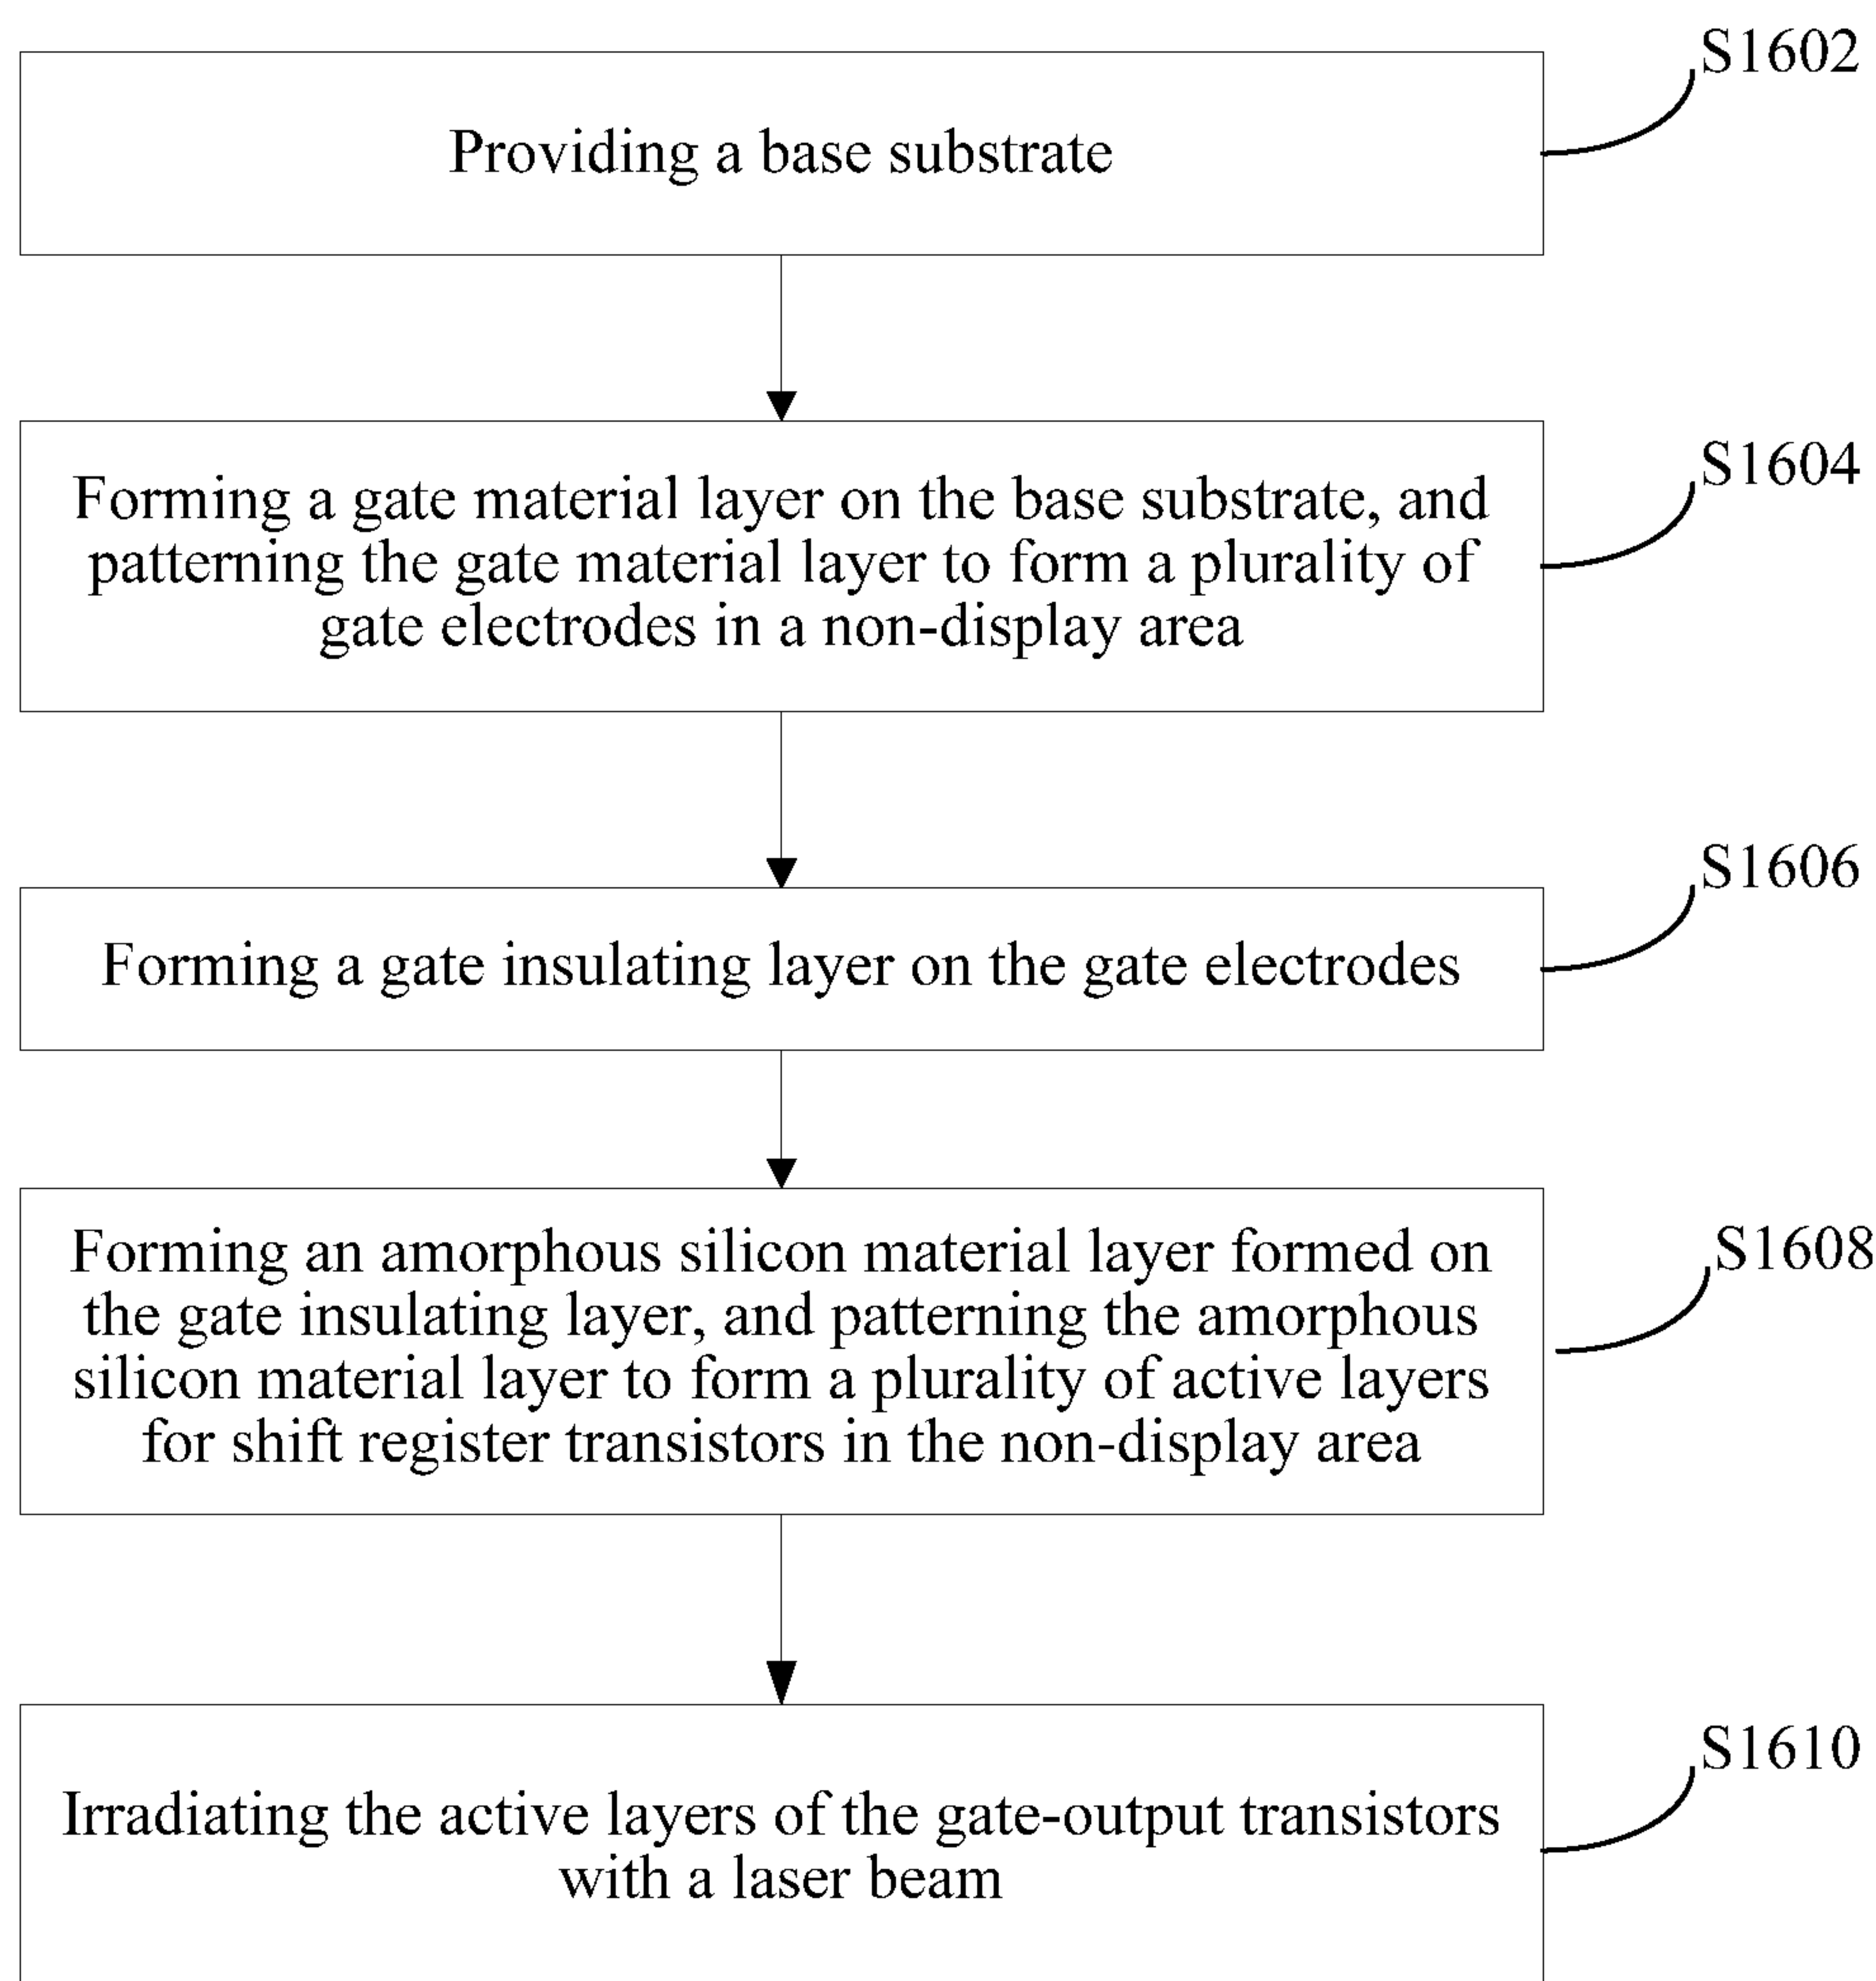 S1602
Providing a base substrate
S1604
Forming a gate material layer on the base substrate, and
patterning the gate material layer to form a plurality of
gate electrodes in a non-display area
S1606
Forming a gate insulating layer on the gate electrodes
S1608
Forming an amorphous silicon material layer formed on
the gate insulating layer, and patterning the amorphous
silicon material layer to form a plurality of active layers
for shift register transistors in the non-display area
S1610
Irradiating the active layers of the gate-output transistors
with a laser beam